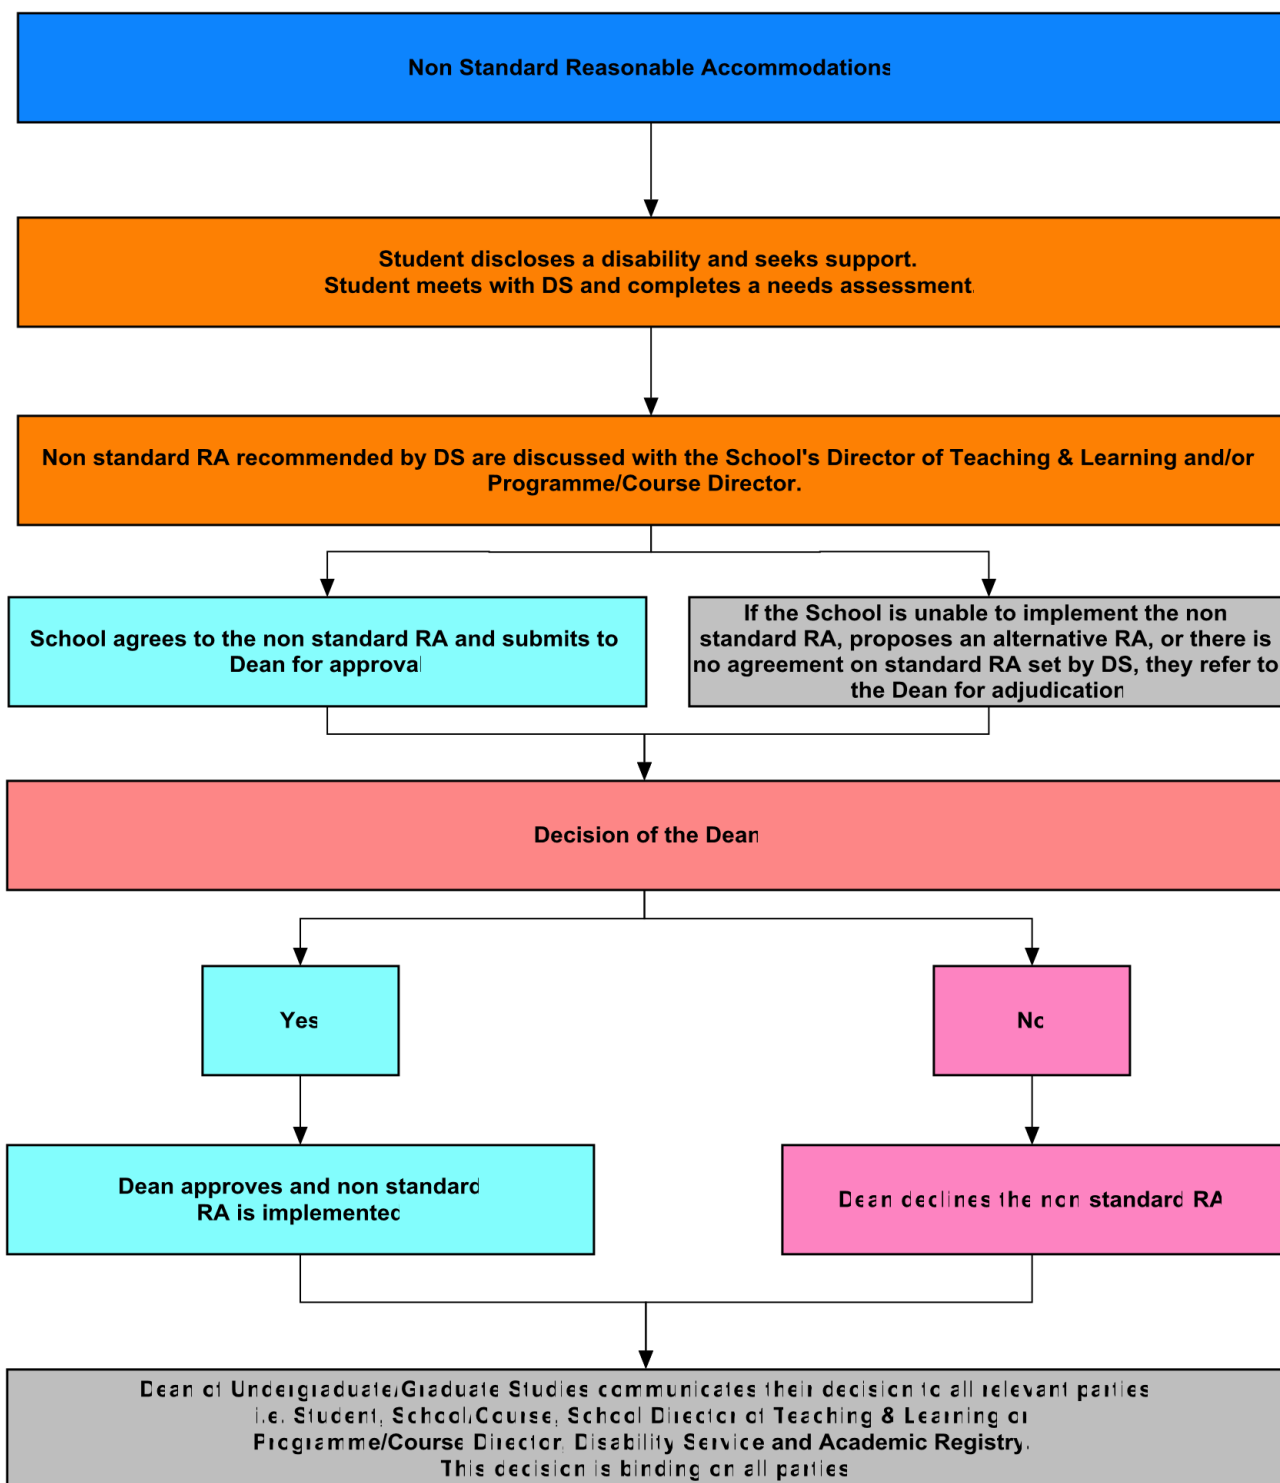 Non Standard Reasonable Accommodations
Student discloses a disability and seeks support.
Student meets with DS and completes a needs assessment.
Non standard RA recommended by DS are discussed with the School's Director of Teaching & Learning and/or
Programme/Course Director.
School agrees to the non standard RA and submits to
Dean for approval
If the School is unable to implement the non
standard RA, proposes an alternative RA, or there is
no agreement on standard RA set by DS, they refer to
the Dean for adjudication
Decision of the Dean
Yes
No
Dean approves and non standard
RA is implemented
Dean declines the non standard RA
Dean of Undergraduate/Graduate Studies communicates their decision to all relevant parties
i.e. Student, School/Course, School Director of Teaching & Learning or
Programme/Course Director, Disability Service and Academic Registry.
This decision is binding on all parties